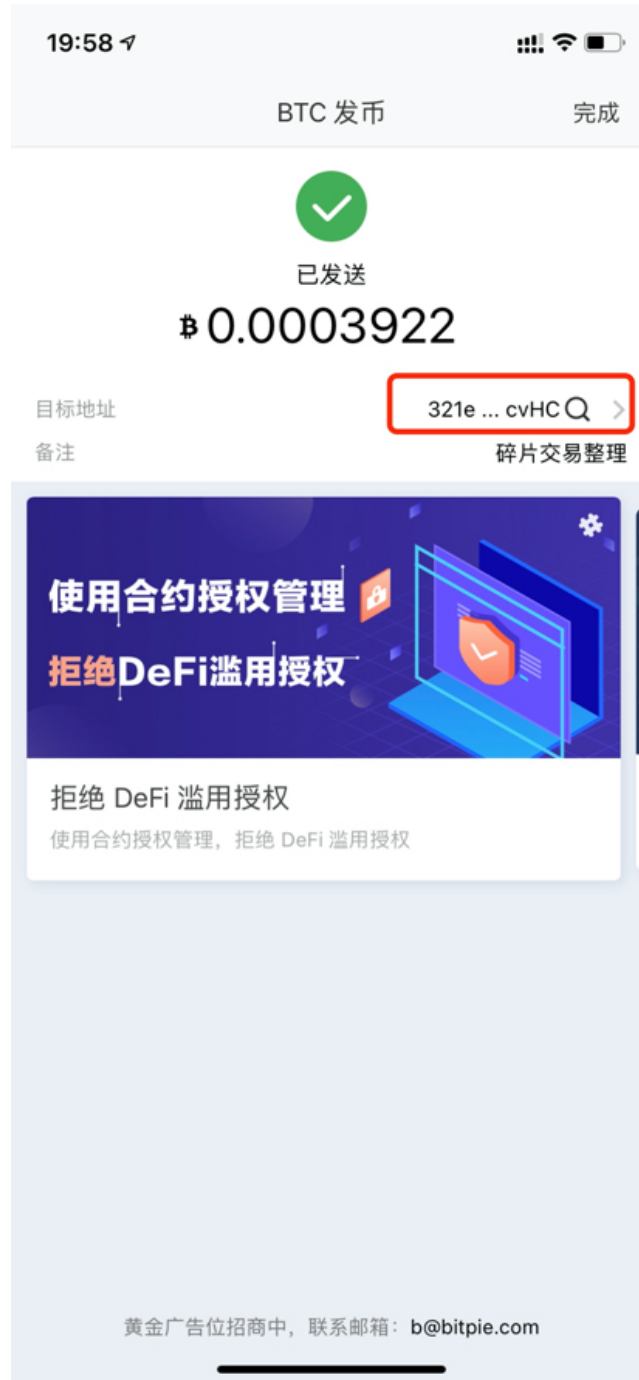 19:58
BTC 发币
完成
已发送
₿ 0.0003922
目标地址
321e ... cvHC
备注
碎片交易整理
使用合约授权管理
拒绝DeFi滥用授权
拒绝 DeFi 滥用授权
使用合约授权管理，拒绝 DeFi 滥用授权
黄金广告位招商中，联系邮箱：b@bitpie.com